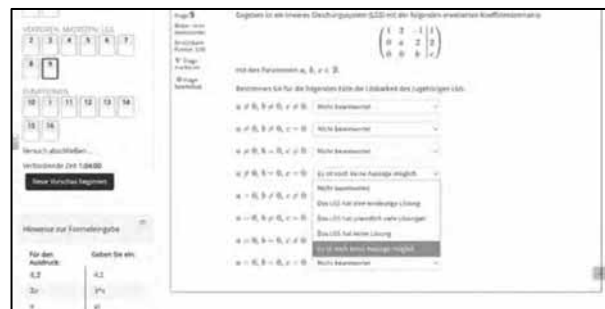 VEKTOREN, MATRIZEN, LGS
2 3 4 5 6 7
8 9
FUNKTIONEN
10 11 12 13 14
15 16
Versuch abschließen ...
Verbleibende Zeit 1:04:00
Neue Vorschau beginnen
Hinweise zur Formeleingabe
Für den Ausdruck:
Geben Sie ein:
Frage 9
Gegeben ist ein lineares Gleichungssystem (LGS) mit der folgenden erweiterten Koeffizientenmatrix
mit den Parametern a, b, c ∈
Bestimmen Sie für die folgenden Fälle die Lösbarkeit des zugehörigen LGS.
a ≠ 0, b ≠ 0, c ≠ 0 Nicht beantwortet
a ≠ 0, b ≠ 0, c = 0 Nicht beantwortet
a ≠ 0, b = 0, c ≠ 0 Nicht beantwortet
a ≠ 0, b = 0, c = 0 Es ist noch keine Aussage möglich
Nicht beantwortet
a = 0, b ≠ 0, c ≠ 0 Das LGS hat eine eindeutige Lösung
Das LGS hat unendlich viele Lösungen
a = 0, b ≠ 0, c = 0 Das LGS hat keine Lösung
a = 0, b = 0, c ≠ 0 Es ist noch keine Aussage möglich
a = 0, b = 0, c = 0 Nicht beantwortet